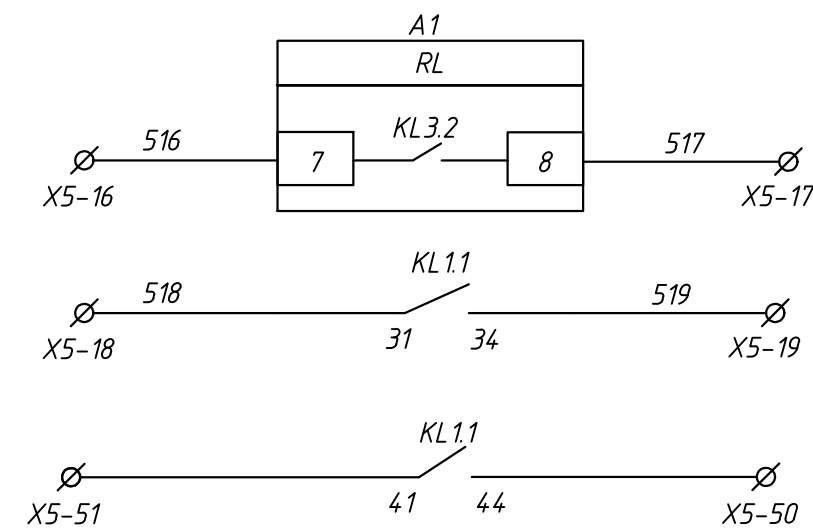 A1
RL
516 KL3.2 517
7 8
X5-16 X5-17
KL1.1
518 519
31 34
X5-18 X5-19
KL1.1
41 44
X5-51 X5-50